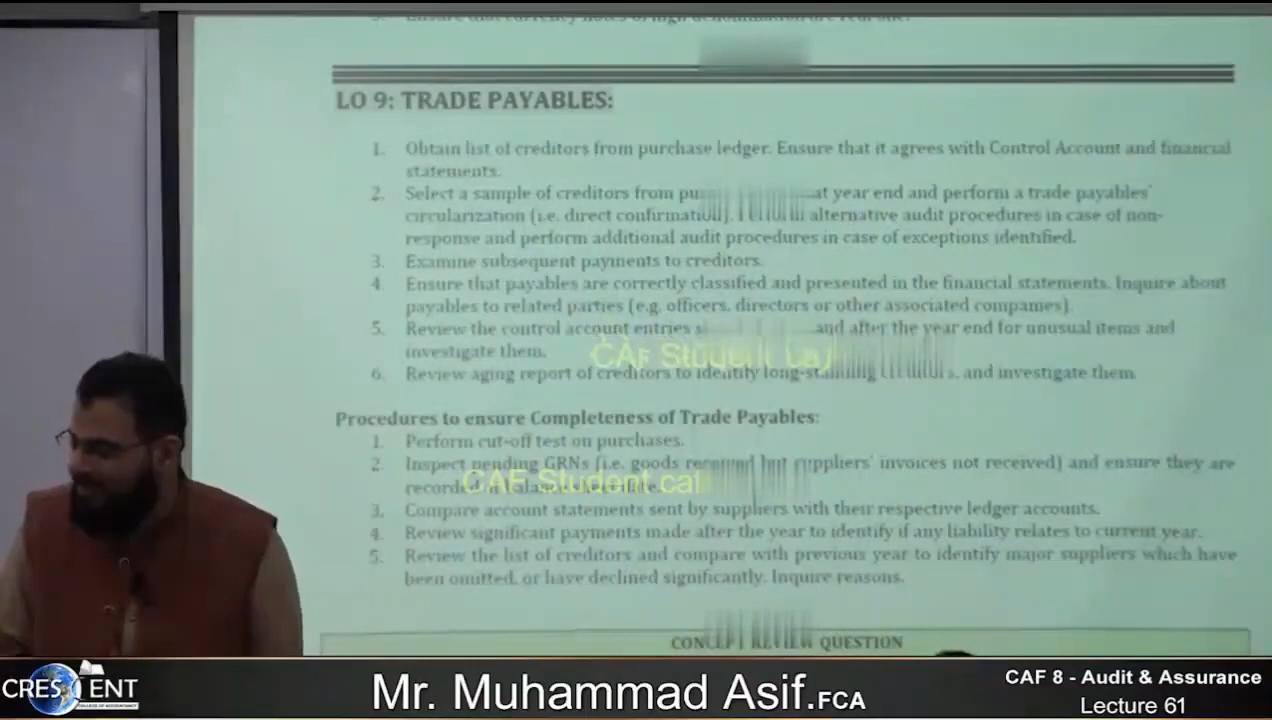 LO 9: TRADE PAYABLES:
1. Obtain list of creditors from purchase ledger. Ensure that it agrees with Control Account and financial
statements.
2. Select a sample of creditors from at year end and perform a trade payables'
circularization (i.e. direct confirmation). alternative audit procedures in case of non-
response and perform additional audit procedures in case of exceptions identified.
3. Examine subsequent payments to creditors.
4. Ensure that payables are correctly classified and presented in the financial statements. Inquire about
payables to related parties (e.g. officers, directors or other associated companies).
5. Review the control account entries and after the year end for unusual items and
investigate them.
CAF Student
6. Review aging report of creditors to identify and investigate them
Procedures to ensure Completeness of Trade Payables:
1. Perform cut-off test on purchases.
2. Inspect pending GRNs (i.e. goods received but suppliers' invoices not received) and ensure they are
recorded
CAF Student
3. Compare account statements sent by suppliers with their respective ledger accounts.
4. Review significant payments made after the year to identify if any liability relates to current year.
5. Review the list of creditors and compare with previous year to identify major suppliers which have
been omitted, or have declined significantly. Inquire reasons.
CONCEPT REVIEW QUESTION
CRESCENT
COLLEGE OF ACCOUNTANCY
Mr. Muhammad Asif.FCA
CAF 8 - Audit & Assurance
Lecture 61